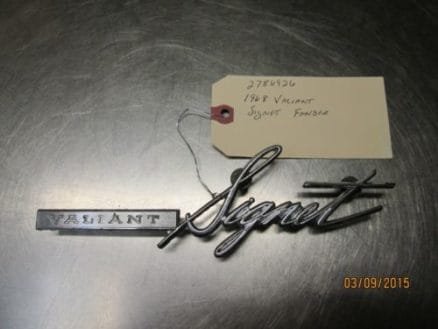 2786926
1968 VALIANT
SIGNET FENDER
VALIANT Signet
03/09/2015